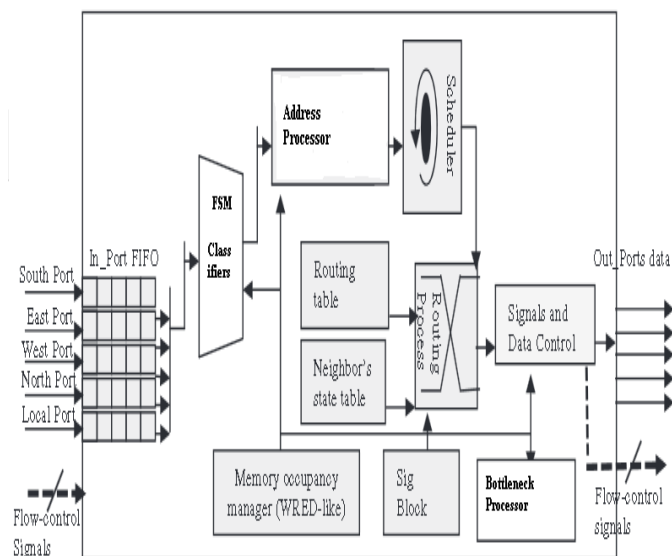 Address
Processor
Scheduler
FSM
Class
ifiers
In_Port FIFO
South Port
East Port
West Port
North Port
Local Port
Flow-control
Signals
Routing
table
Neighbor's
state table
Routing
Process
Signals and
Data Control
Out_Ports data
Memory occupancy
manager (WRED-like)
Sig
Block
Bottleneck
Processor
Flow-control
signals